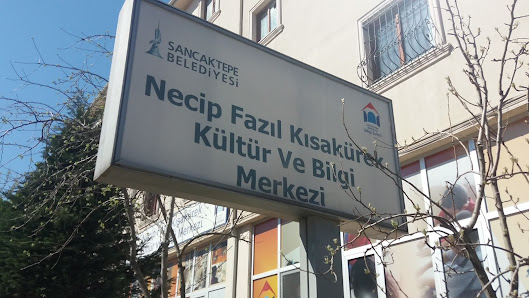 SANCAKTEPE
BELEDİYESİ
Necip Fazıl Kısakürek
Kültür Ve Bilgi
Merkezi